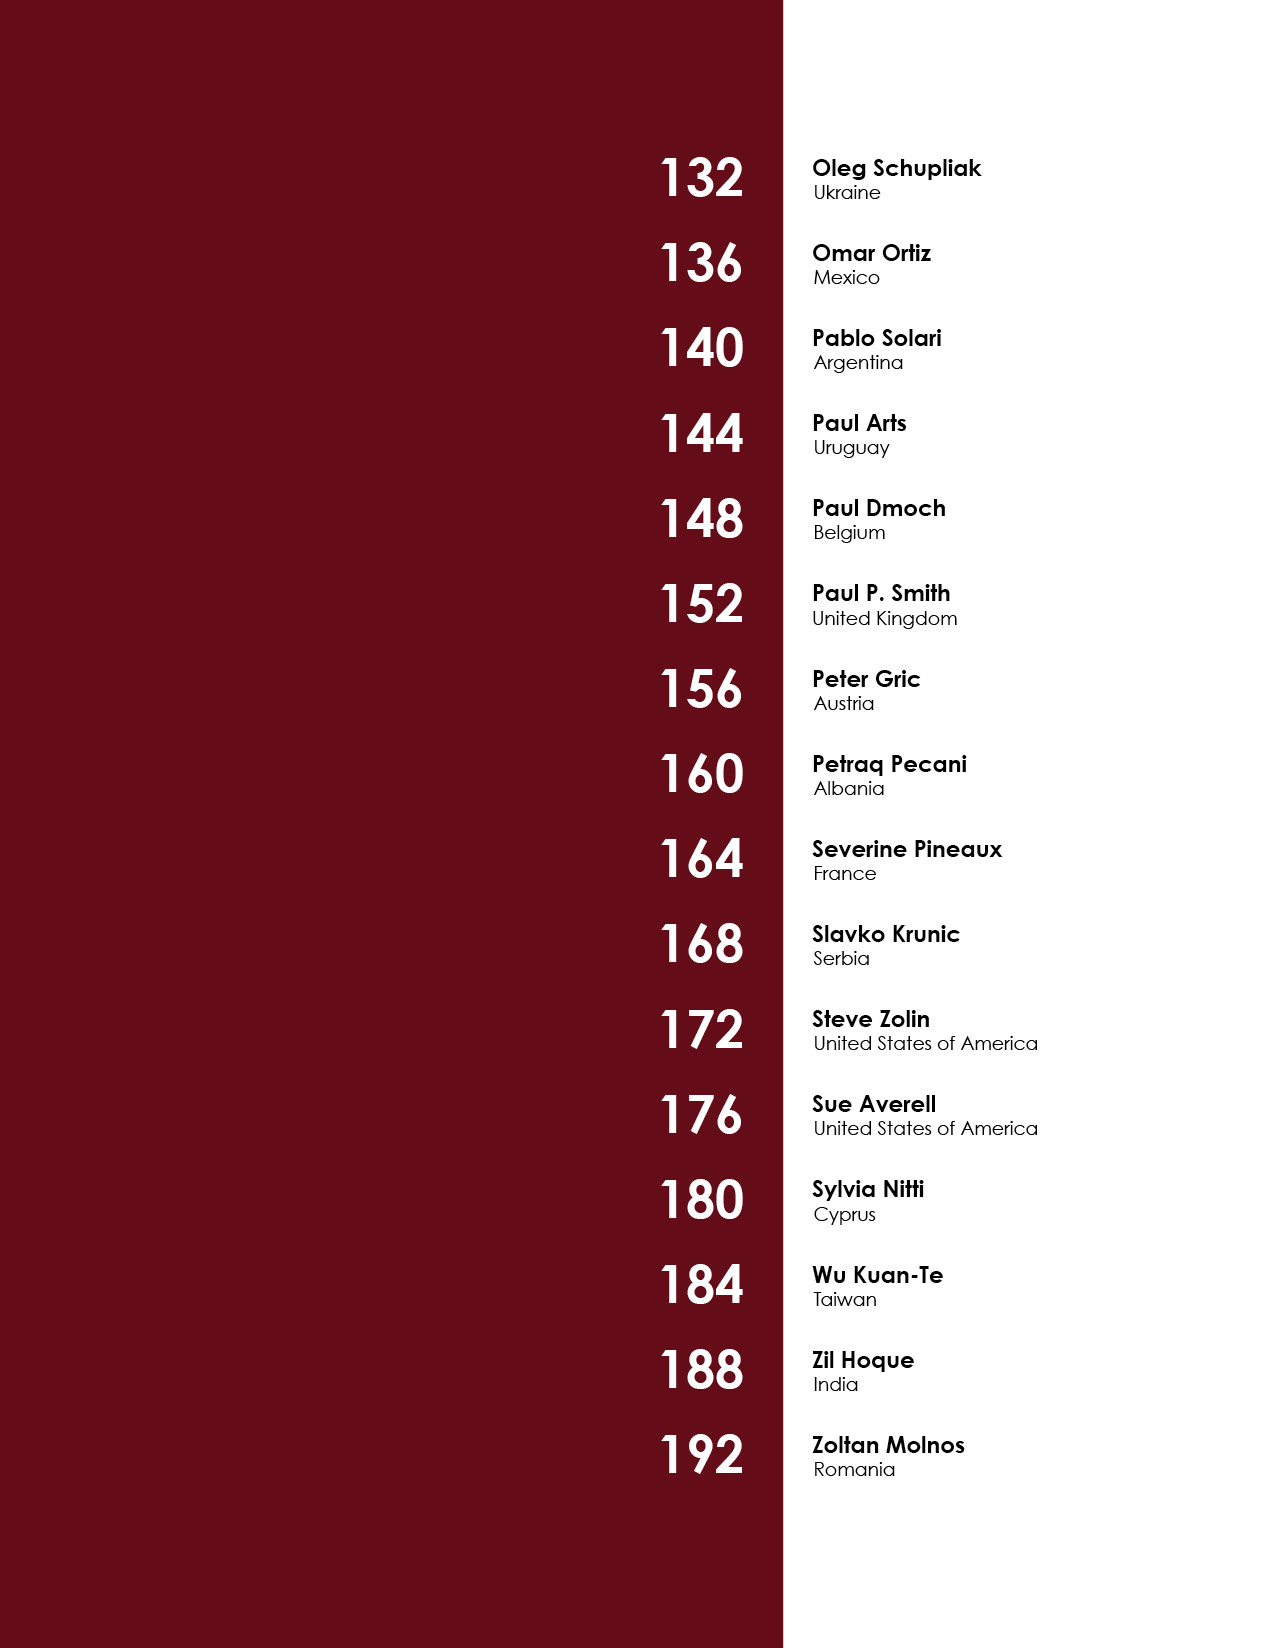 132 Oleg Schupliak
Ukraine
136 Omar Ortiz
Mexico
140 Pablo Solari
Argentina
144 Paul Arts
Uruguay
148 Paul Dmoch
Belgium
152 Paul P. Smith
United Kingdom
156 Peter Gric
Austria
160 Petraq Pecani
Albania
164 Severine Pineaux
France
168 Slavko Krunic
Serbia
172 Steve Zolin
United States of America
176 Sue Averell
United States of America
180 Sylvia Nitti
Cyprus
184 Wu Kuan-Te
Taiwan
188 Zil Hoque
India
192 Zoltan Molnos
Romania